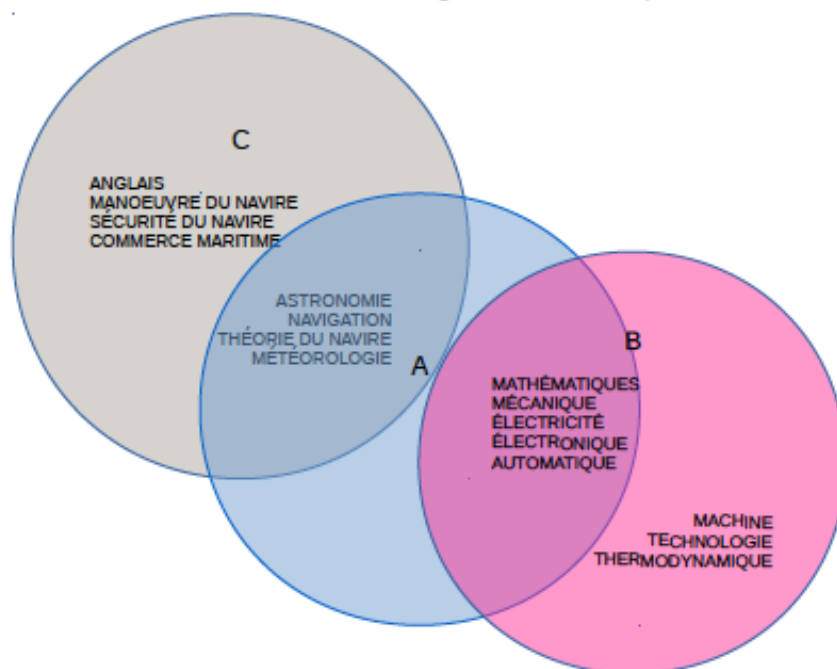 C
ANGLAIS
MANOEUVRE DU NAVIRE
SÉCURITÉ DU NAVIRE
COMMERCE MARITIME
ASTRONOMIE
NAVIGATION
THÉORIE DU NAVIRE
MÉTÉOROLOGIE
A
B
MATHÉMATIQUES
MÉCANIQUE
ÉLECTRICITÉ
ÉLECTRONIQUE
AUTOMATIQUE
MACHINE
TECHNOLOGIE
THERMODYNAMIQUE